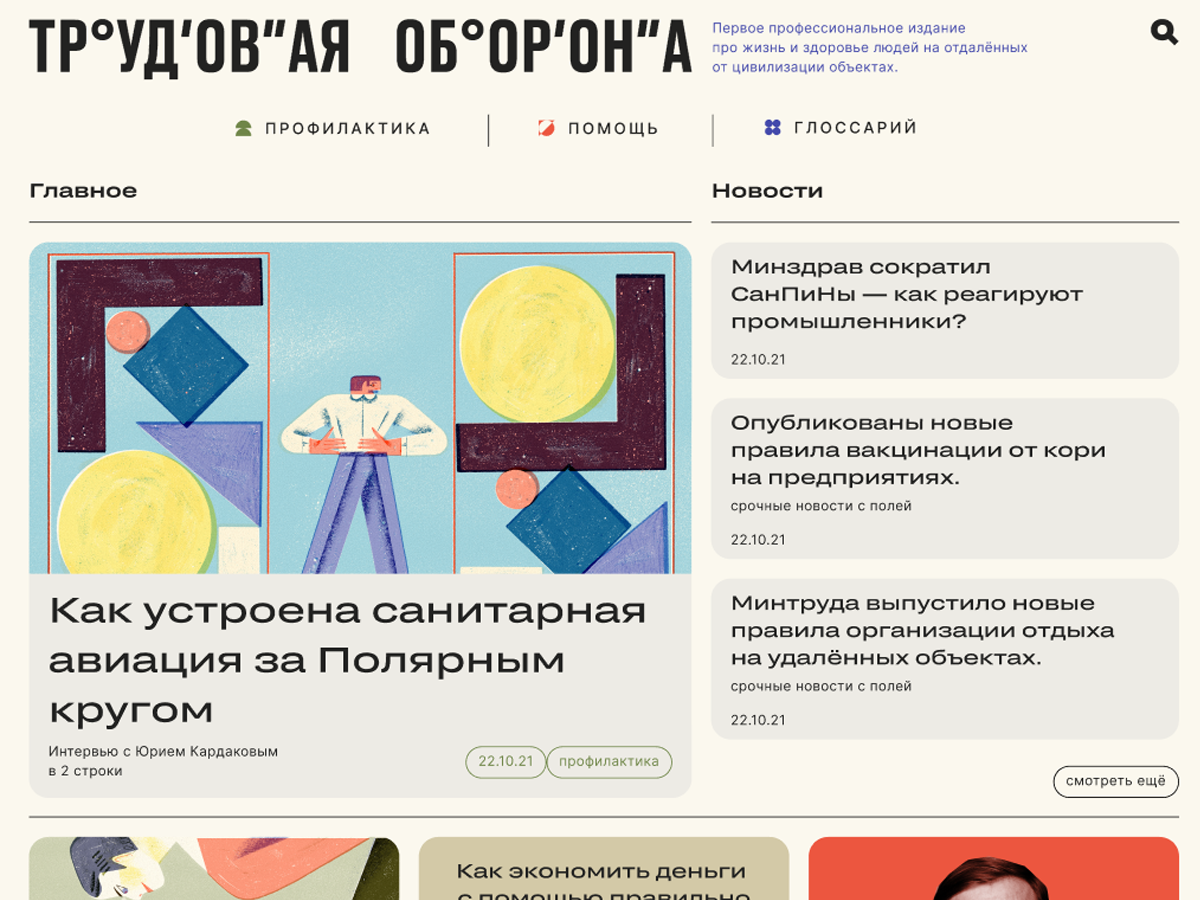 ТР°УД'ОВ"АЯ ОБ°ОР'ОН"А
Первое профессиональное издание
про жизнь и здоровье людей на отдалённых
от цивилизации объектах.
ПРОФИЛАКТИКА
ПОМОЩЬ
ГЛОССАРИЙ
Главное
Как устроена санитарная
авиация за Полярным
кругом
Интервью с Юрием Кардаковым
в 2 строки
22.10.21
профилактика
Новости
Минздрав сократил
СанПиНы — как реагируют
промышленники?
22.10.21
Опубликованы новые
правила вакцинации от кори
на предприятиях.
срочные новости с полей
22.10.21
Минтруда выпустило новые
правила организации отдыха
на удалённых объектах.
срочные новости с полей
22.10.21
смотреть ещё
Как экономить деньги
с помощью правильно